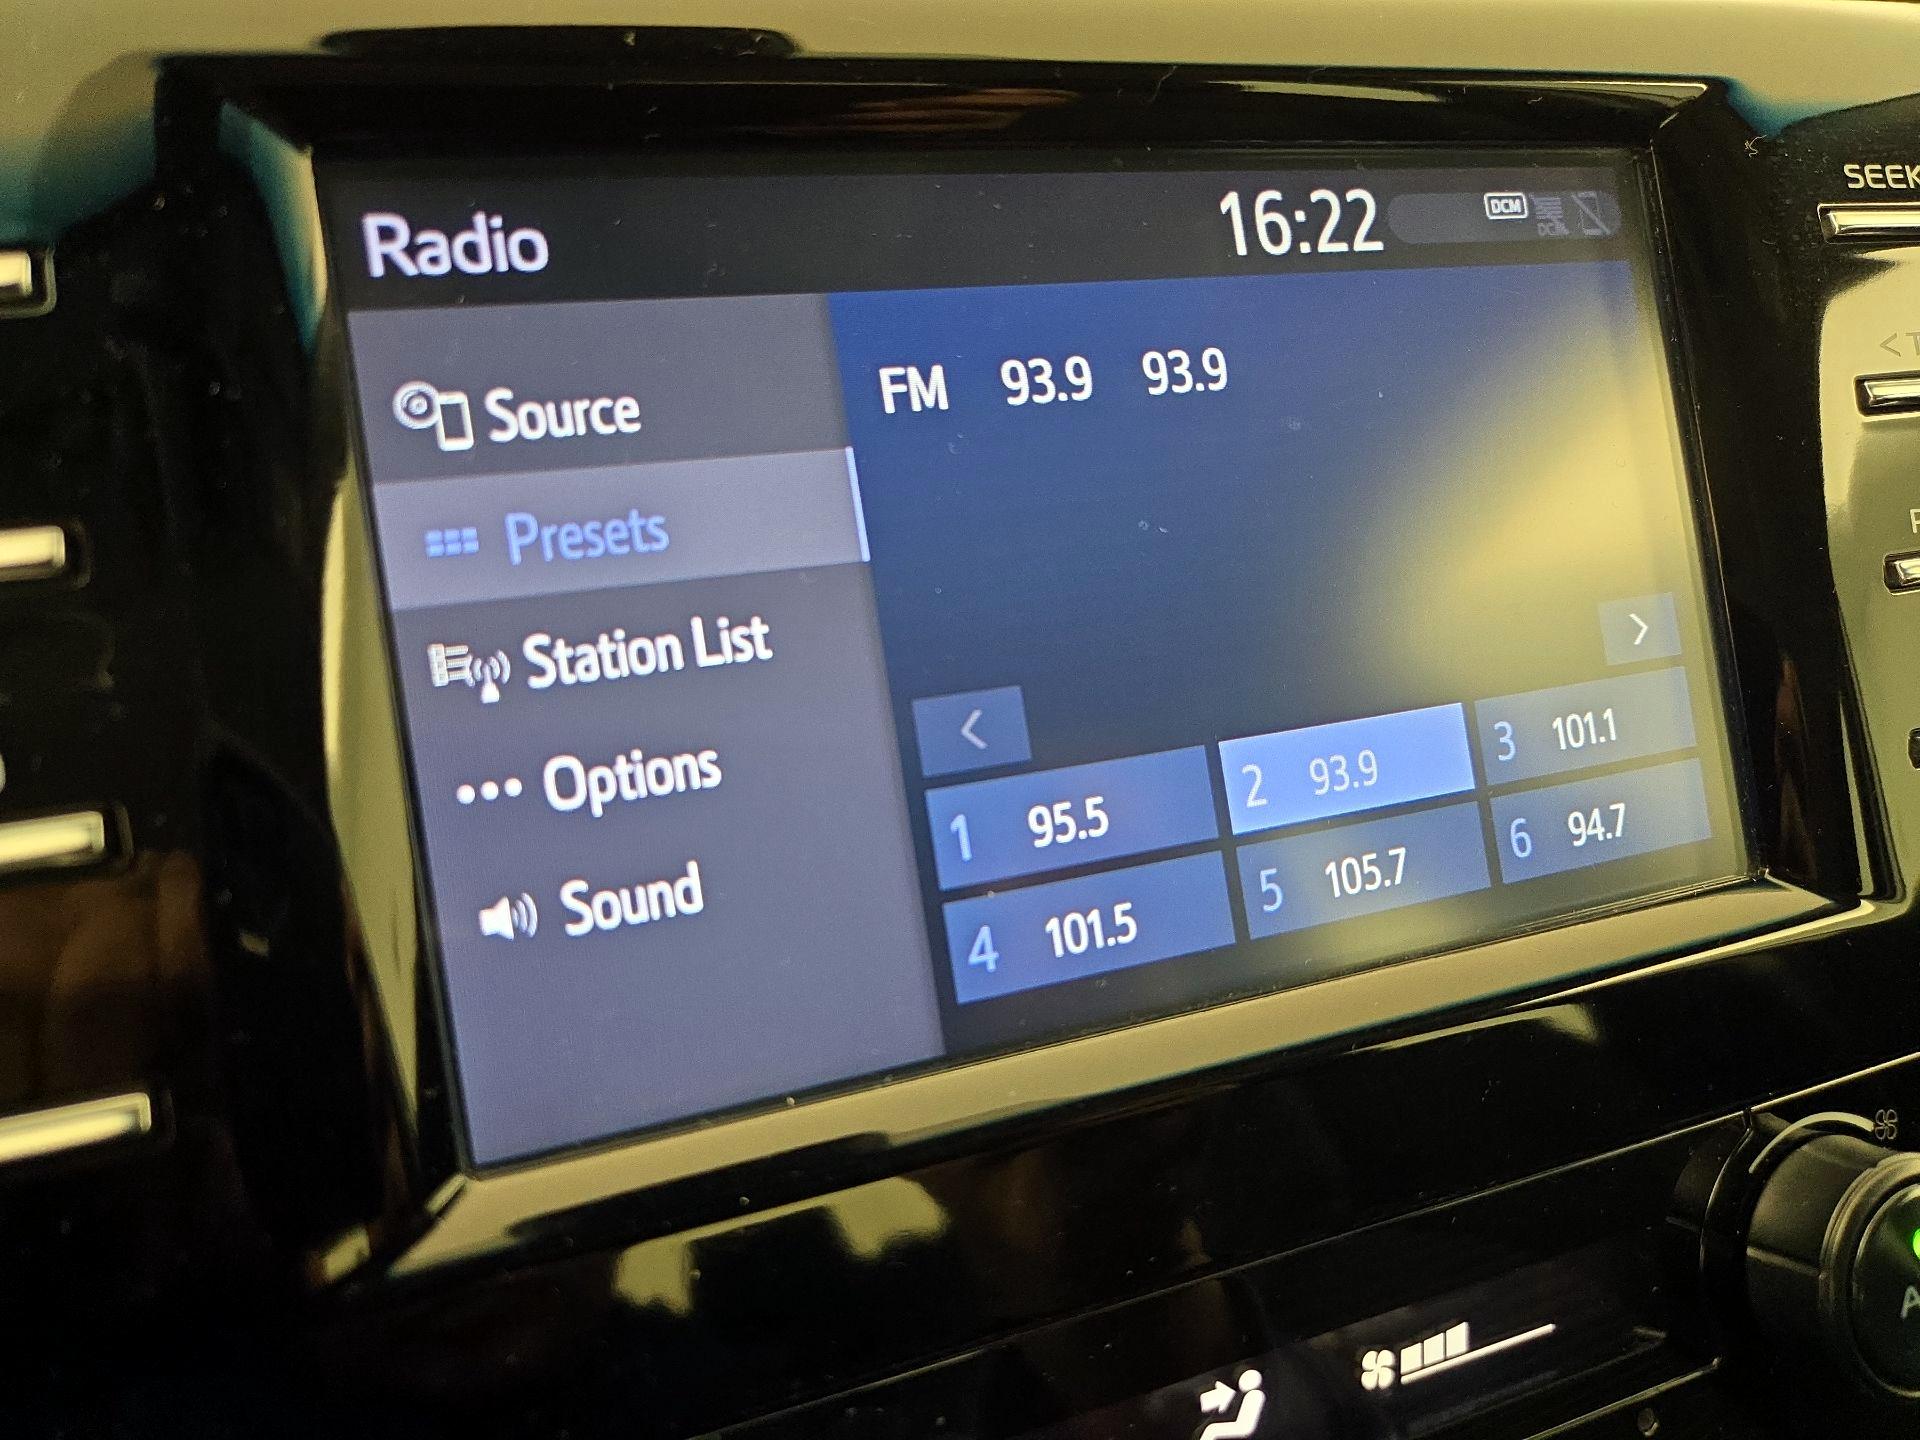 SEEK
Radio
16:22
DCM
Source
Presets
Station List
Options
Sound
FM 93.9 93.9
<
>
1 95.5
2 93.9
3 101.1
4 101.5
5 105.7
6 94.7